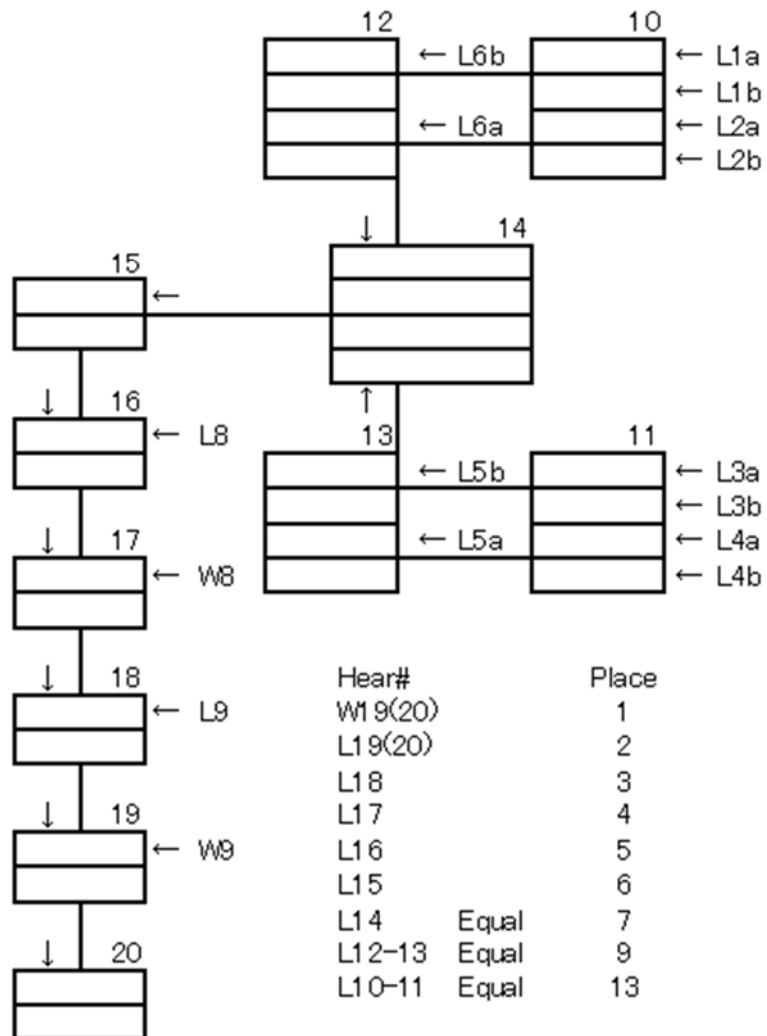 12
10
← L6b
← L1a
← L1b
← L6a
← L2a
← L2b
↓
14
15
←
↓
16
← L8
↑
13
11
← L5b
← L3a
← L3b
← L5a
← L4a
← L4b
↓
17
← W8
↓
18
← L9
↓
19
← W9
↓
20
Hear# Place
W19(20) 1
L19(20) 2
L18 3
L17 4
L16 5
L15 6
L14 Equal 7
L12-13 Equal 9
L10-11 Equal 13